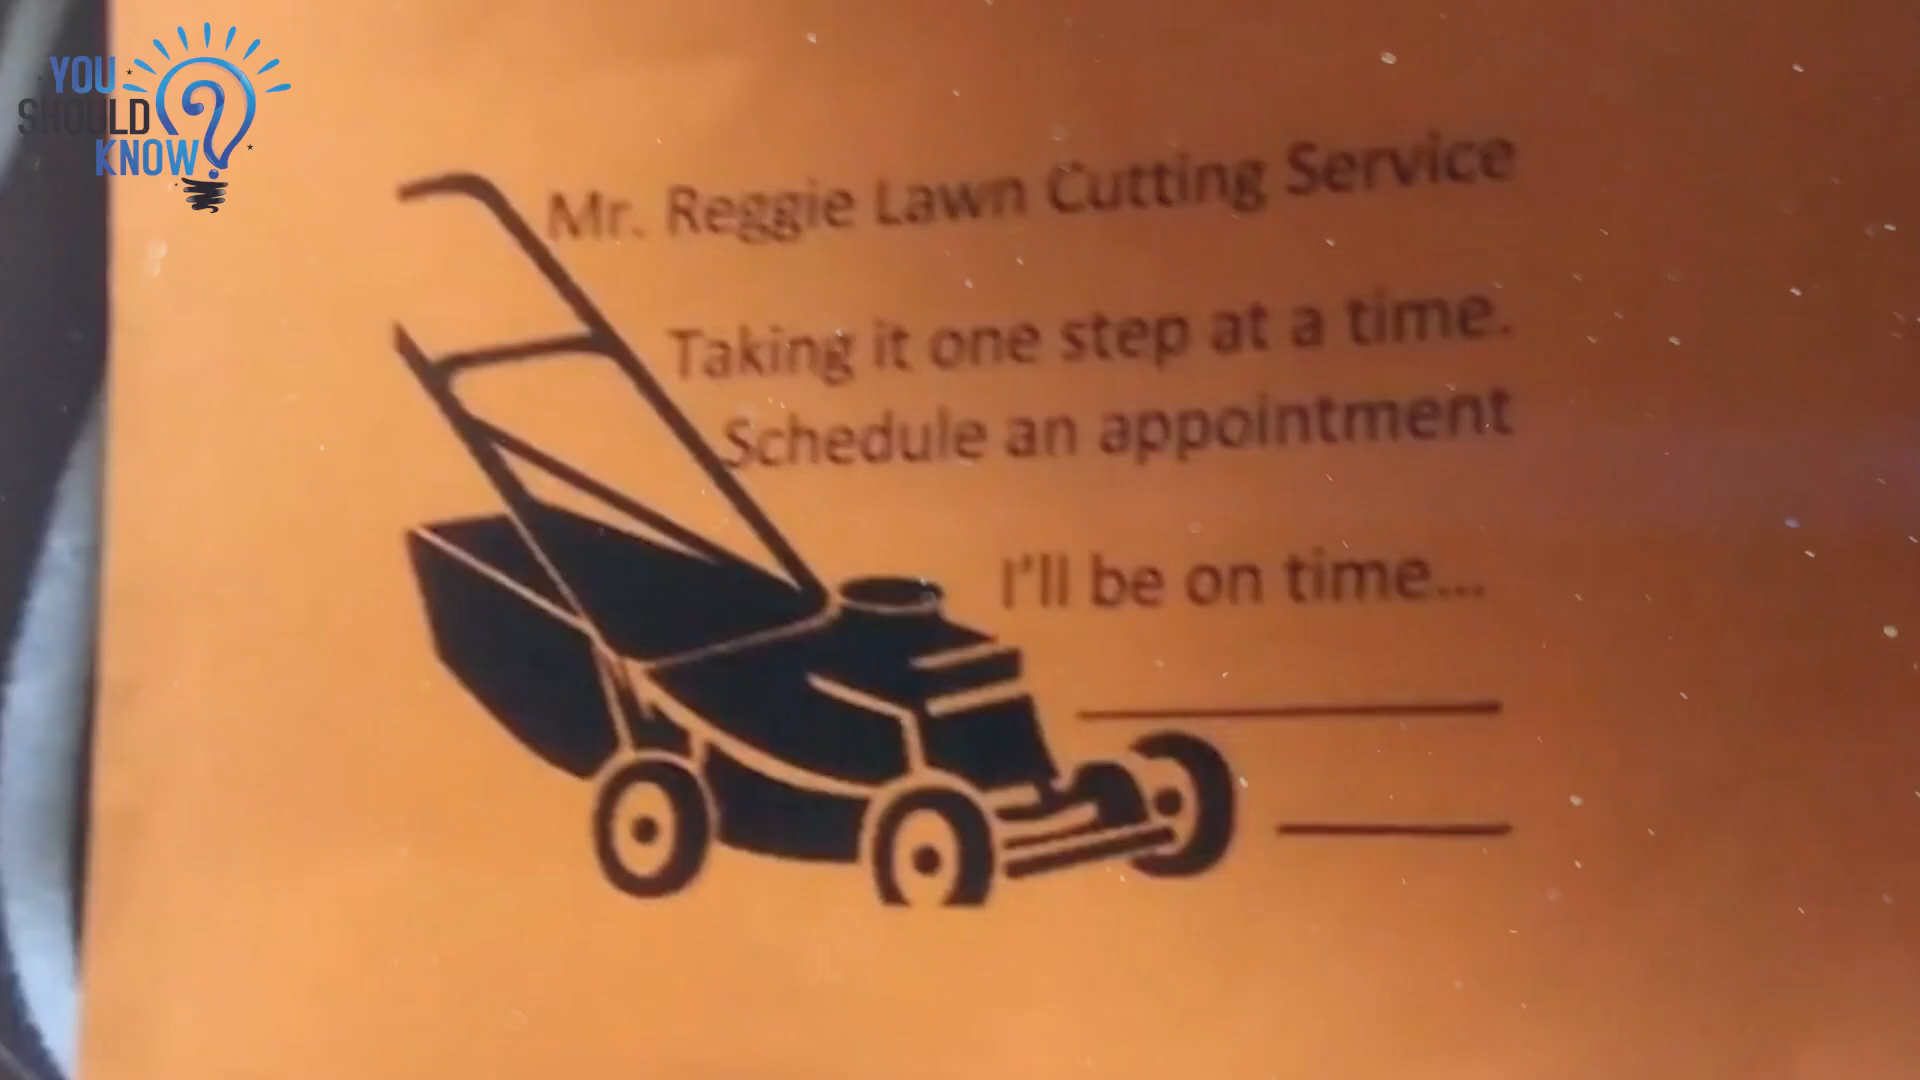 YOU
SHOULD
KNOW
Mr. Reggie Lawn Cutting Service
Taking it one step at a time.
Schedule an appointment
I'll be on time...